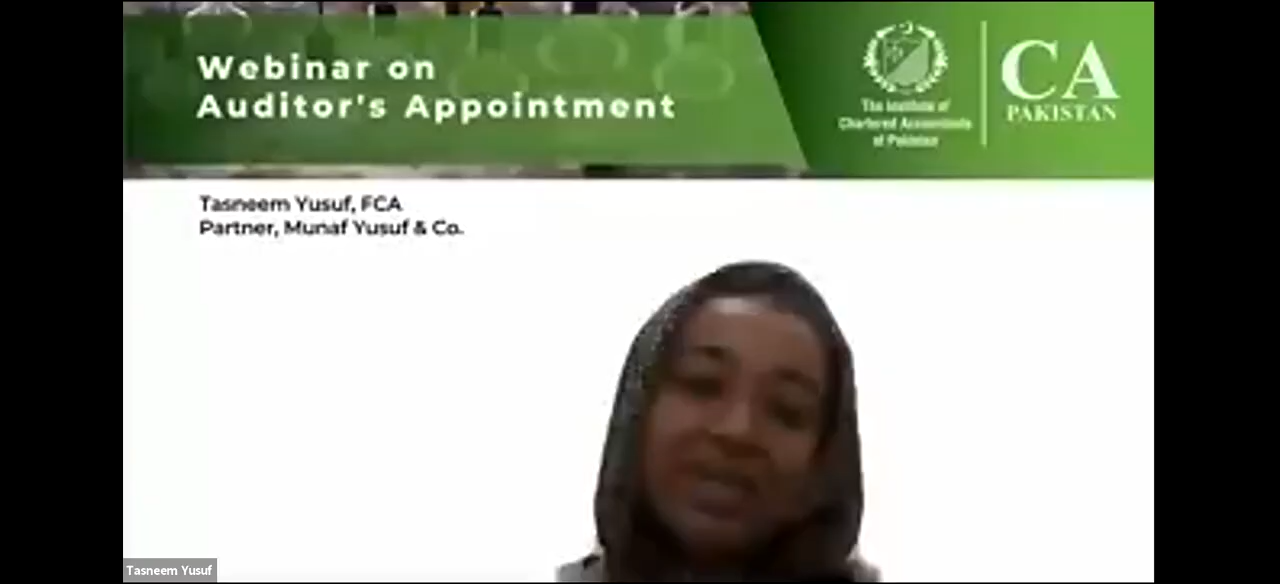 Webinar on
Auditor's Appointment
The Institute of
Chartered Accountants
of Pakistan
CA
PAKISTAN
Tasneem Yusuf, FCA
Partner, Munaf Yusuf & Co.
Tasneem Yusuf